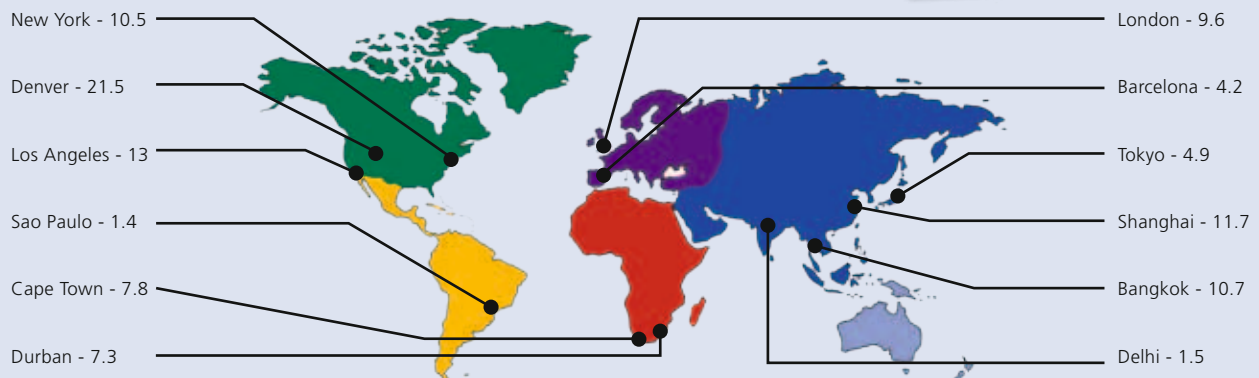 New York - 10.5
Denver - 21.5
Los Angeles - 13
Sao Paulo - 1.4
Cape Town - 7.8
Durban - 7.3
London - 9.6
Barcelona - 4.2
Tokyo - 4.9
Shanghai - 11.7
Bangkok - 10.7
Delhi - 1.5